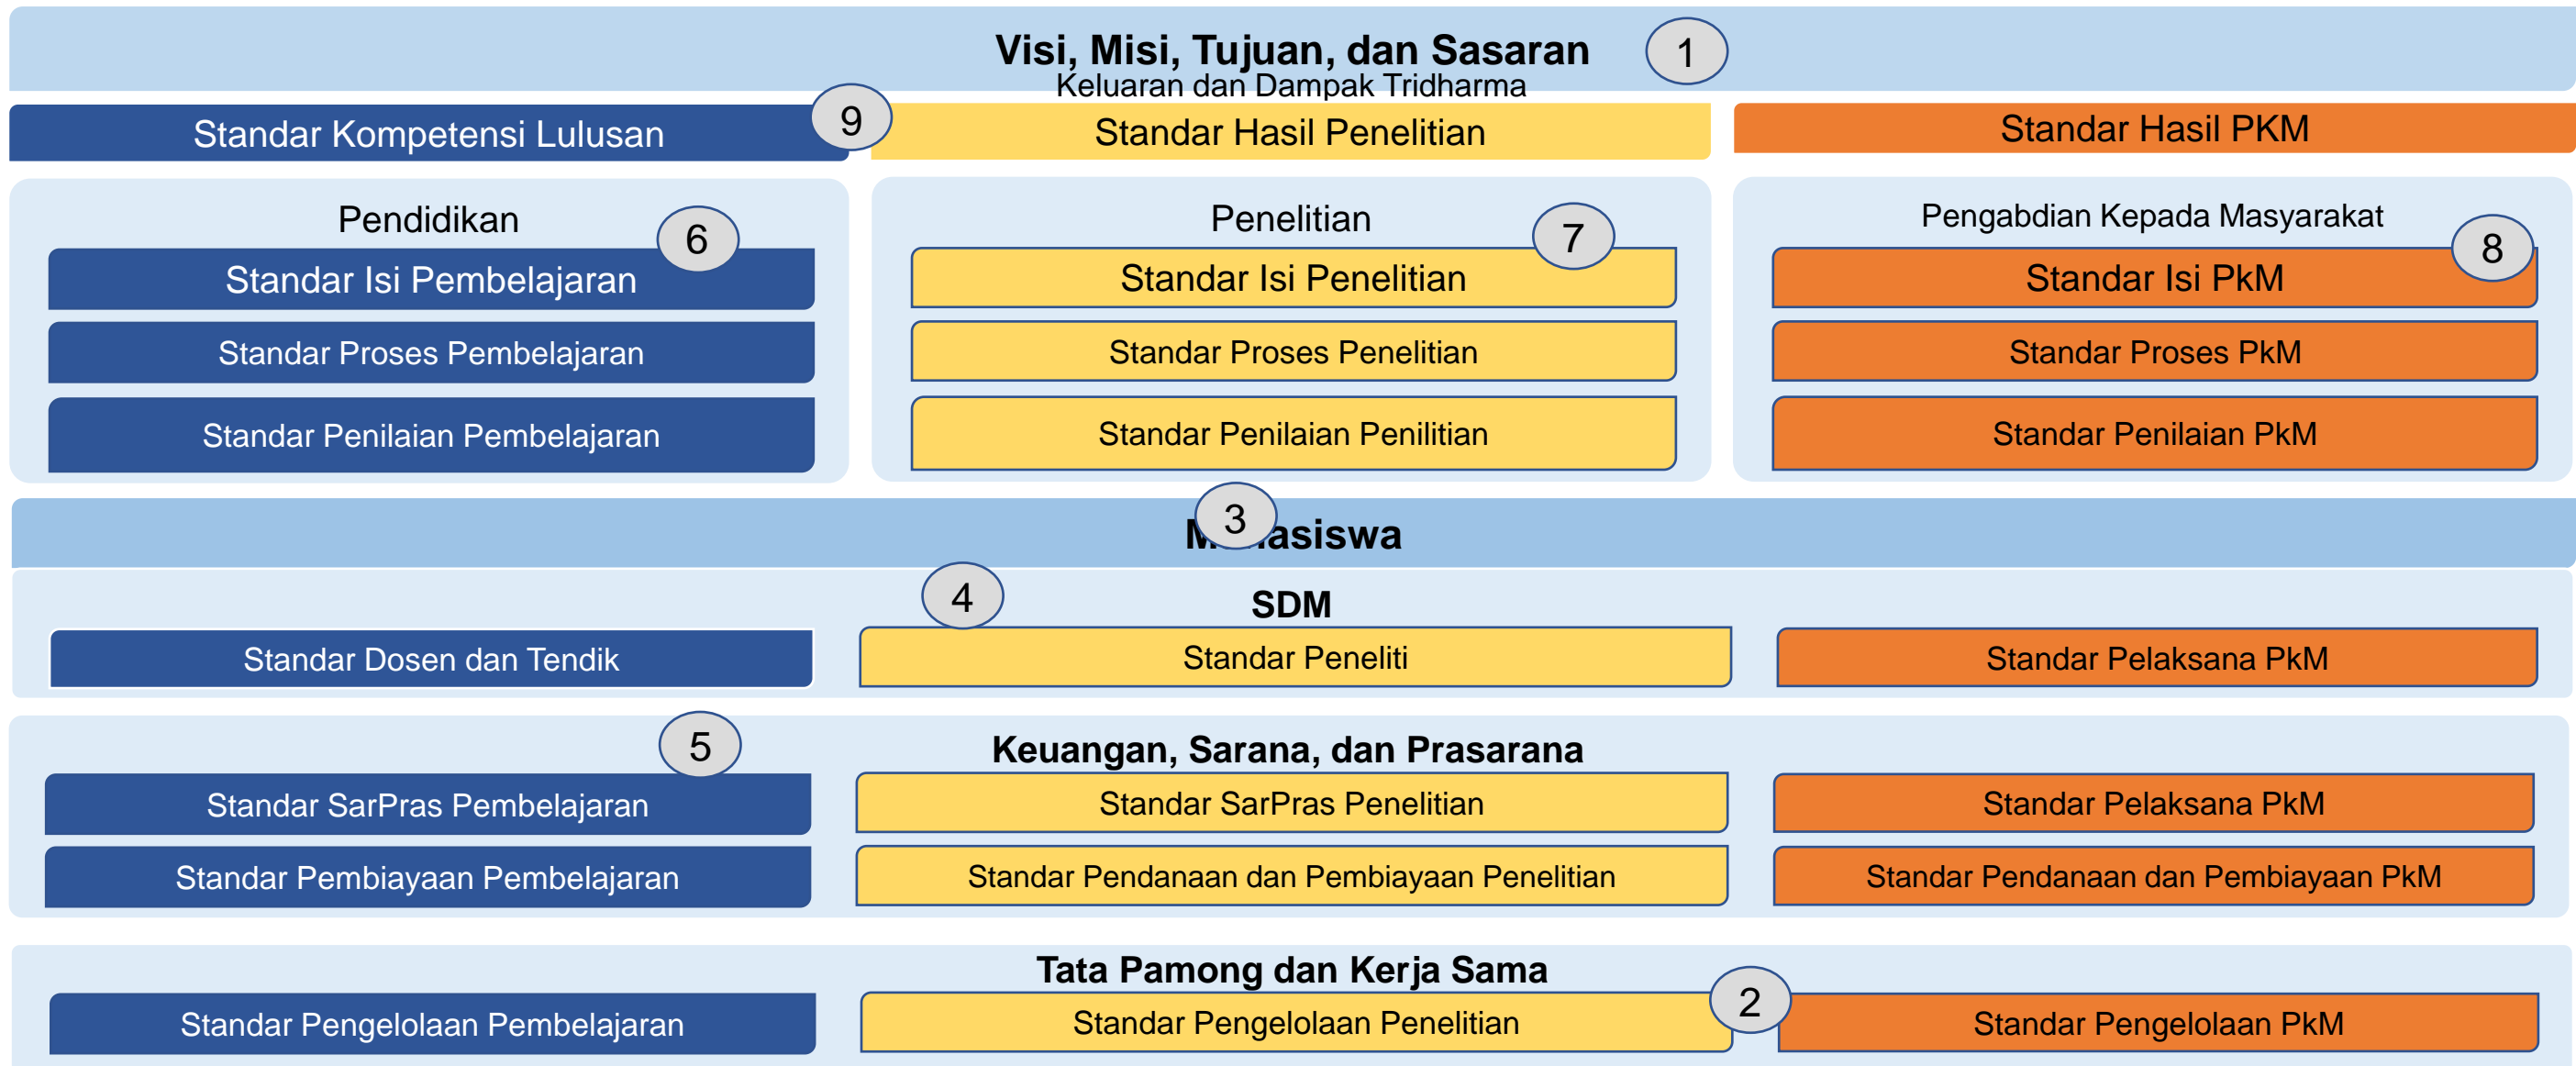 Visi, Misi, Tujuan, dan Sasaran 1
Keluaran dan Dampak Tridharma
Standar Kompetensi Lulusan 9 Standar Hasil Penelitian Standar Hasil PKM
Pendidikan 6 Penelitian 7 Pengabdian Kepada Masyarakat 8
Standar Isi Pembelajaran Standar Isi Penelitian Standar Isi PkM
Standar Proses Pembelajaran Standar Proses Penelitian Standar Proses PkM
Standar Penilaian Pembelajaran Standar Penilaian Penilitian Standar Penilaian PkM
3
M asiswa
4 SDM
Standar Dosen dan Tendik Standar Peneliti Standar Pelaksana PkM
5 Keuangan, Sarana, dan Prasarana
Standar SarPras Pembelajaran Standar SarPras Penelitian Standar Pelaksana PkM
Standar Pembiayaan Pembelajaran Standar Pendanaan dan Pembiayaan Penelitian Standar Pendanaan dan Pembiayaan PkM
Tata Pamong dan Kerja Sama 2
Standar Pengelolaan Pembelajaran Standar Pengelolaan Penelitian Standar Pengelolaan PkM